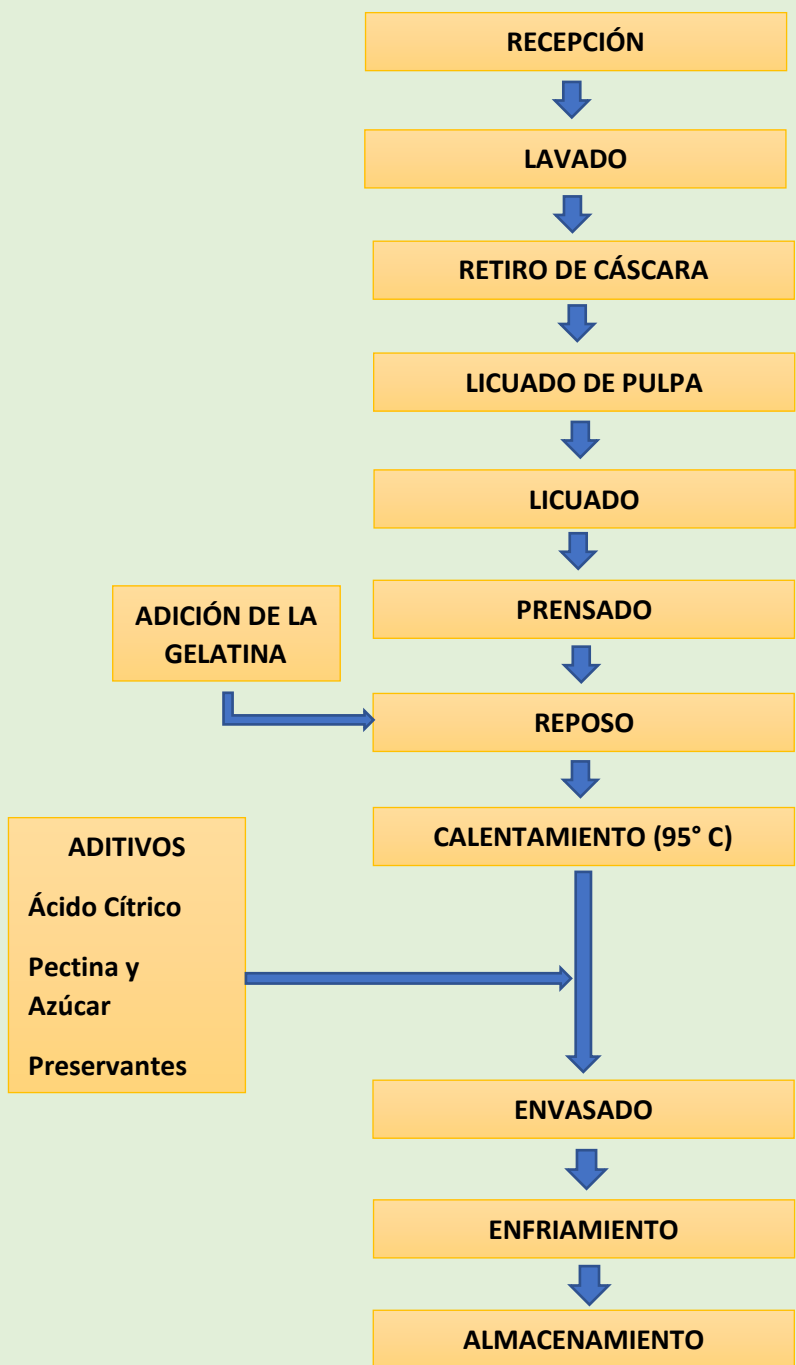 RECEPCIÓN
LAVADO
RETIRO DE CÁSCARA
LICUADO DE PULPA
LICUADO
PRENSADO
ADICIÓN DE LA
GELATINA
REPOSO
CALENTAMIENTO (95° C)
ADITIVOS
Ácido Cítrico
Pectina y
Azúcar
Preservantes
ENVASADO
ENFRIAMIENTO
ALMACENAMIENTO